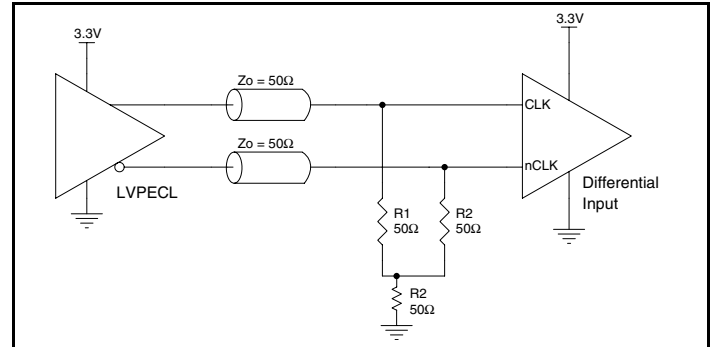 3.3V
3.3V
Zo = 50Ω
CLK
Zo = 50Ω
nCLK
LVPECL
Differential
Input
R1
50Ω
R2
50Ω
R2
50Ω